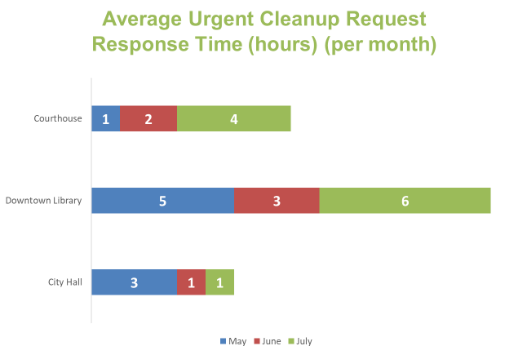 Average Urgent Cleanup Request
Response Time (hours) (per month)
Courthouse
1 2 4
Downtown Library
5 3 6
City Hall
3 1 1
May June July